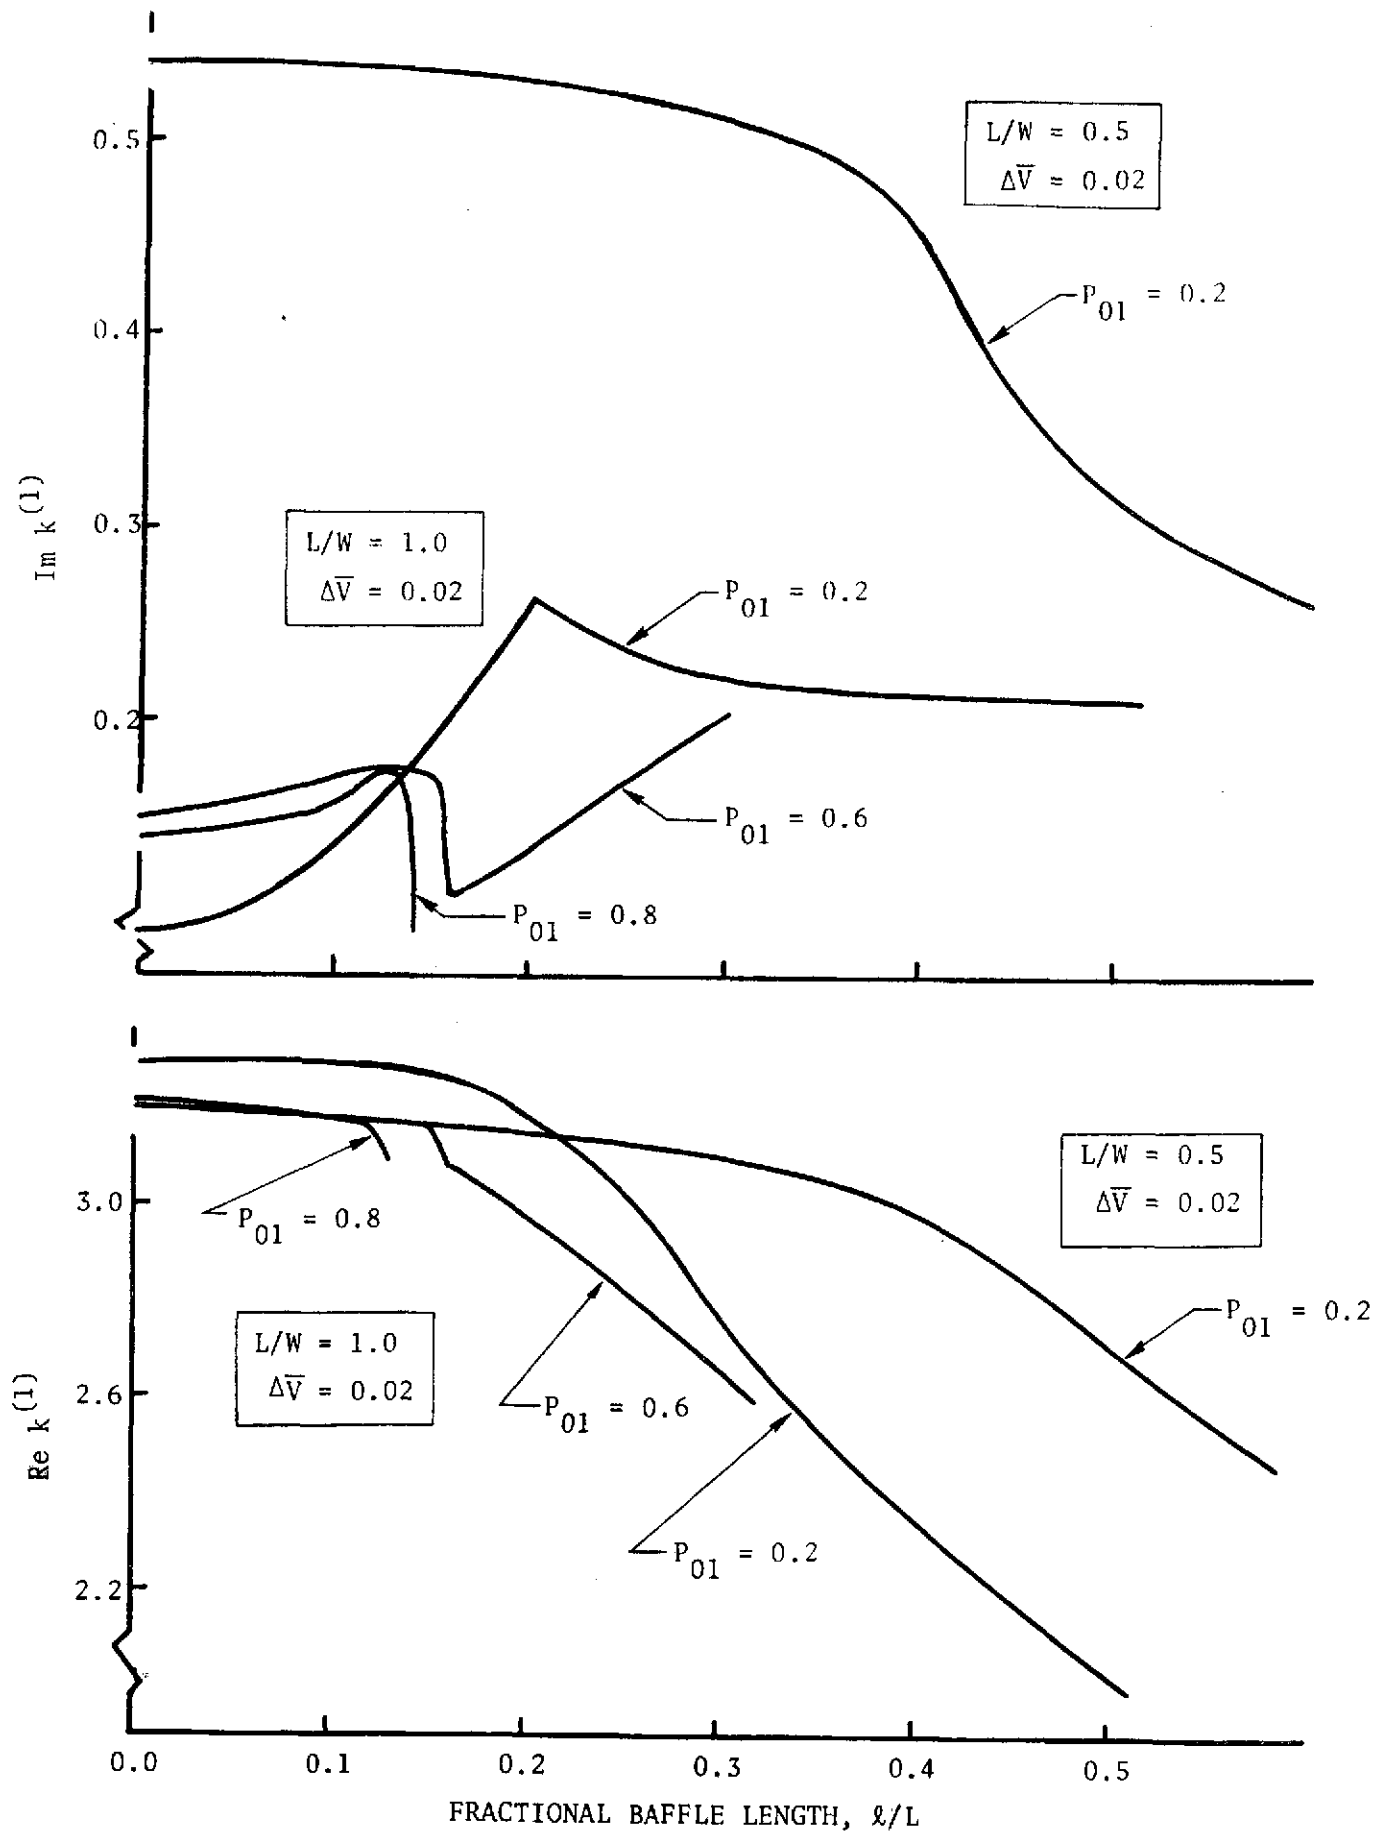 0.5
L/W = 0.5
ΔV̅ = 0.02
P01 = 0.2
0.4
Im k(1)
0.3
L/W = 1.0
ΔV̅ = 0.02
P01 = 0.2
0.2
P01 = 0.6
P01 = 0.8
L/W = 0.5
ΔV̅ = 0.02
3.0
P01 = 0.8
P01 = 0.2
L/W = 1.0
ΔV̅ = 0.02
2.6
P01 = 0.6
Re k(1)
P01 = 0.2
2.2
0.0 0.1 0.2 0.3 0.4 0.5
FRACTIONAL BAFFLE LENGTH, ℓ/L